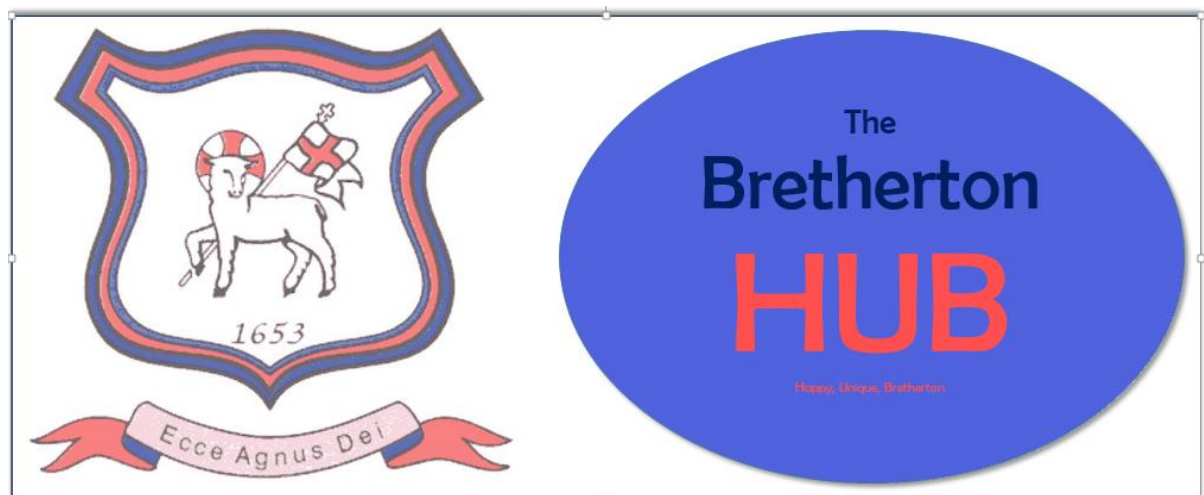 1653
Ecce Agnus Dei
The
Bretherton
HUB
Happy, Unique, Bretherton